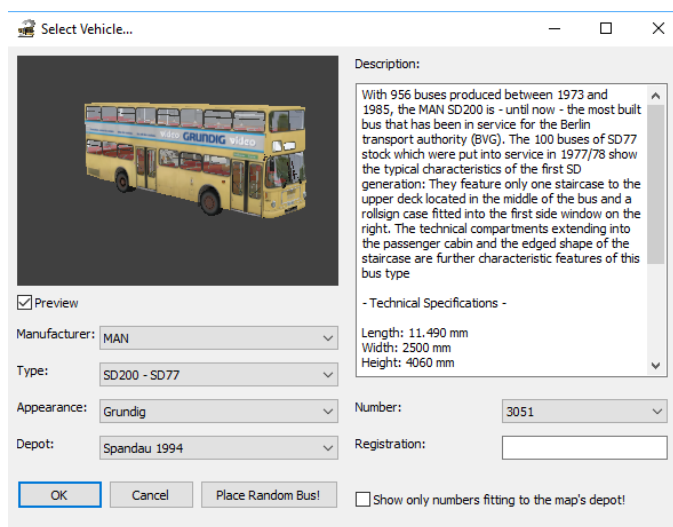 Select Vehicle...
video GRUNDIG video
Preview
Manufacturer: MAN
Type: SD200 - SD77
Appearance: Grundig
Depot: Spandau 1994
OK Cancel Place Random Bus!
Description:
With 956 buses produced between 1973 and
1985, the MAN SD200 is - until now - the most built
bus that has been in service for the Berlin
transport authority (BVG). The 100 buses of SD77
stock which were put into service in 1977/78 show
the typical characteristics of the first SD
generation: They feature only one staircase to the
upper deck located in the middle of the bus and a
rollsign case fitted into the first side window on the
right. The technical compartments extending into
the passenger cabin and the edged shape of the
staircase are further characteristic features of this
bus type
- Technical Specifications -
Length: 11.490 mm
Width: 2500 mm
Height: 4060 mm
Number: 3051
Registration:
Show only numbers fitting to the map's depot!